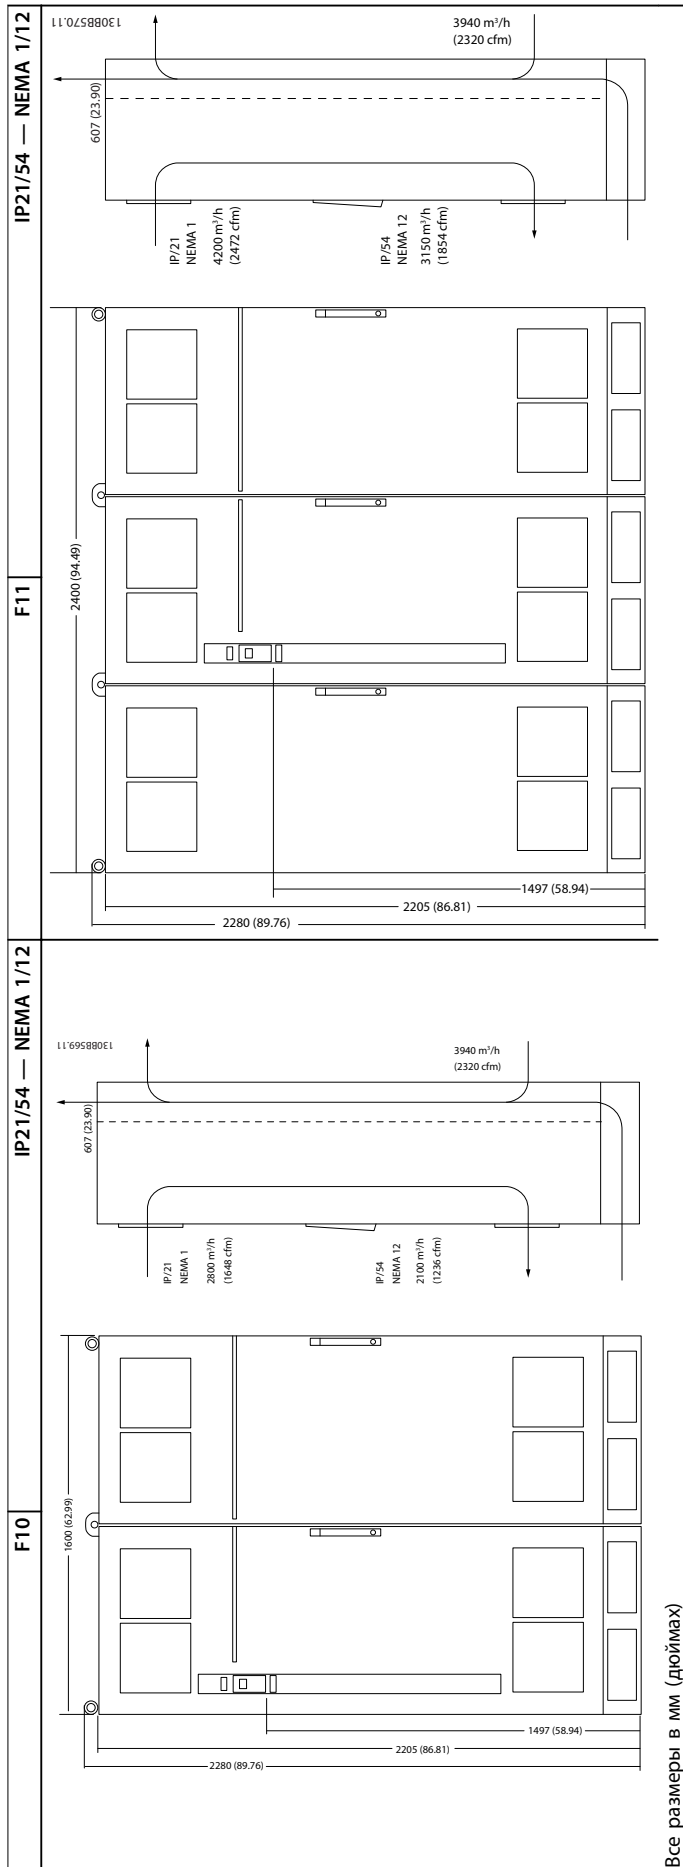 F10
IP21/54 — NEMA 1/12
F11
IP21/54 — NEMA 1/12
130BB569.11
3940 m³/h
(2320 cfm)
607 (23.90)
IP/21
NEMA 1
2800 m³/h
(1648 cfm)
IP/54
NEMA 12
2100 m³/h
(1236 cfm)
1600 (62.99)
1497 (58.94)
2205 (86.81)
2280 (89.76)
130BB570.11
3940 m³/h
(2320 cfm)
607 (23.90)
IP/21
NEMA 1
4200 m³/h
(2472 cfm)
IP/54
NEMA 12
3150 m³/h
(1854 cfm)
2400 (94.49)
1497 (58.94)
2205 (86.81)
2280 (89.76)
Все размеры в мм (дюймах)